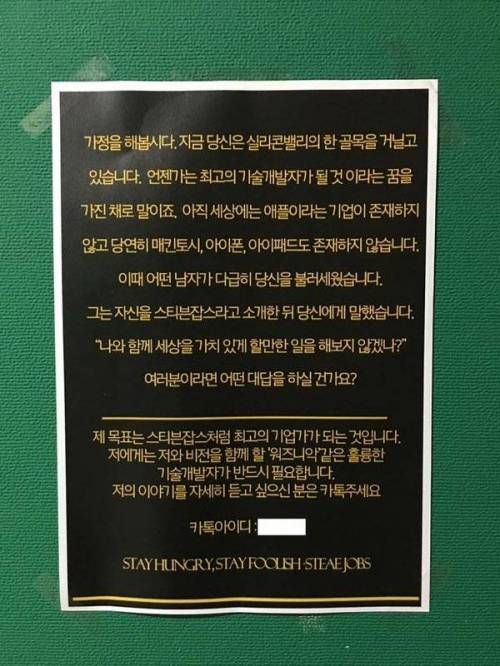 가정을 해봅시다. 지금 당신은 실리콘밸리의 한 골목을 거닐고
있습니다. 언젠가는 최고의 기술개발자가 될 것 이라는 꿈을
가진 채로 말이죠. 아직 세상에는 애플이라는 기업이 존재하지
않고 당연히 매킨토시, 아이폰, 아이패드도 존재하지 않습니다.
이때 어떤 남자가 다급히 당신을 불러세웠습니다.
그는 자신을 스티븐잡스라고 소개한 뒤 당신에게 말했습니다.
“나와 함께 세상을 가치 있게 할만한 일을 해보지 않겠나?”
여러분이라면 어떤 대답을 하실 건가요?
제 목표는 스티븐잡스처럼 최고의 기업가가 되는 것입니다.
저에게는 저와 비전을 함께 할 '워즈니악'같은 훌륭한
기술개발자가 반드시 필요합니다.
저의 이야기를 자세히 듣고 싶으신 분은 카톡주세요
카톡아이디 :
STAY HUNGRY, STAY FOOLISH -STEAE JOBS